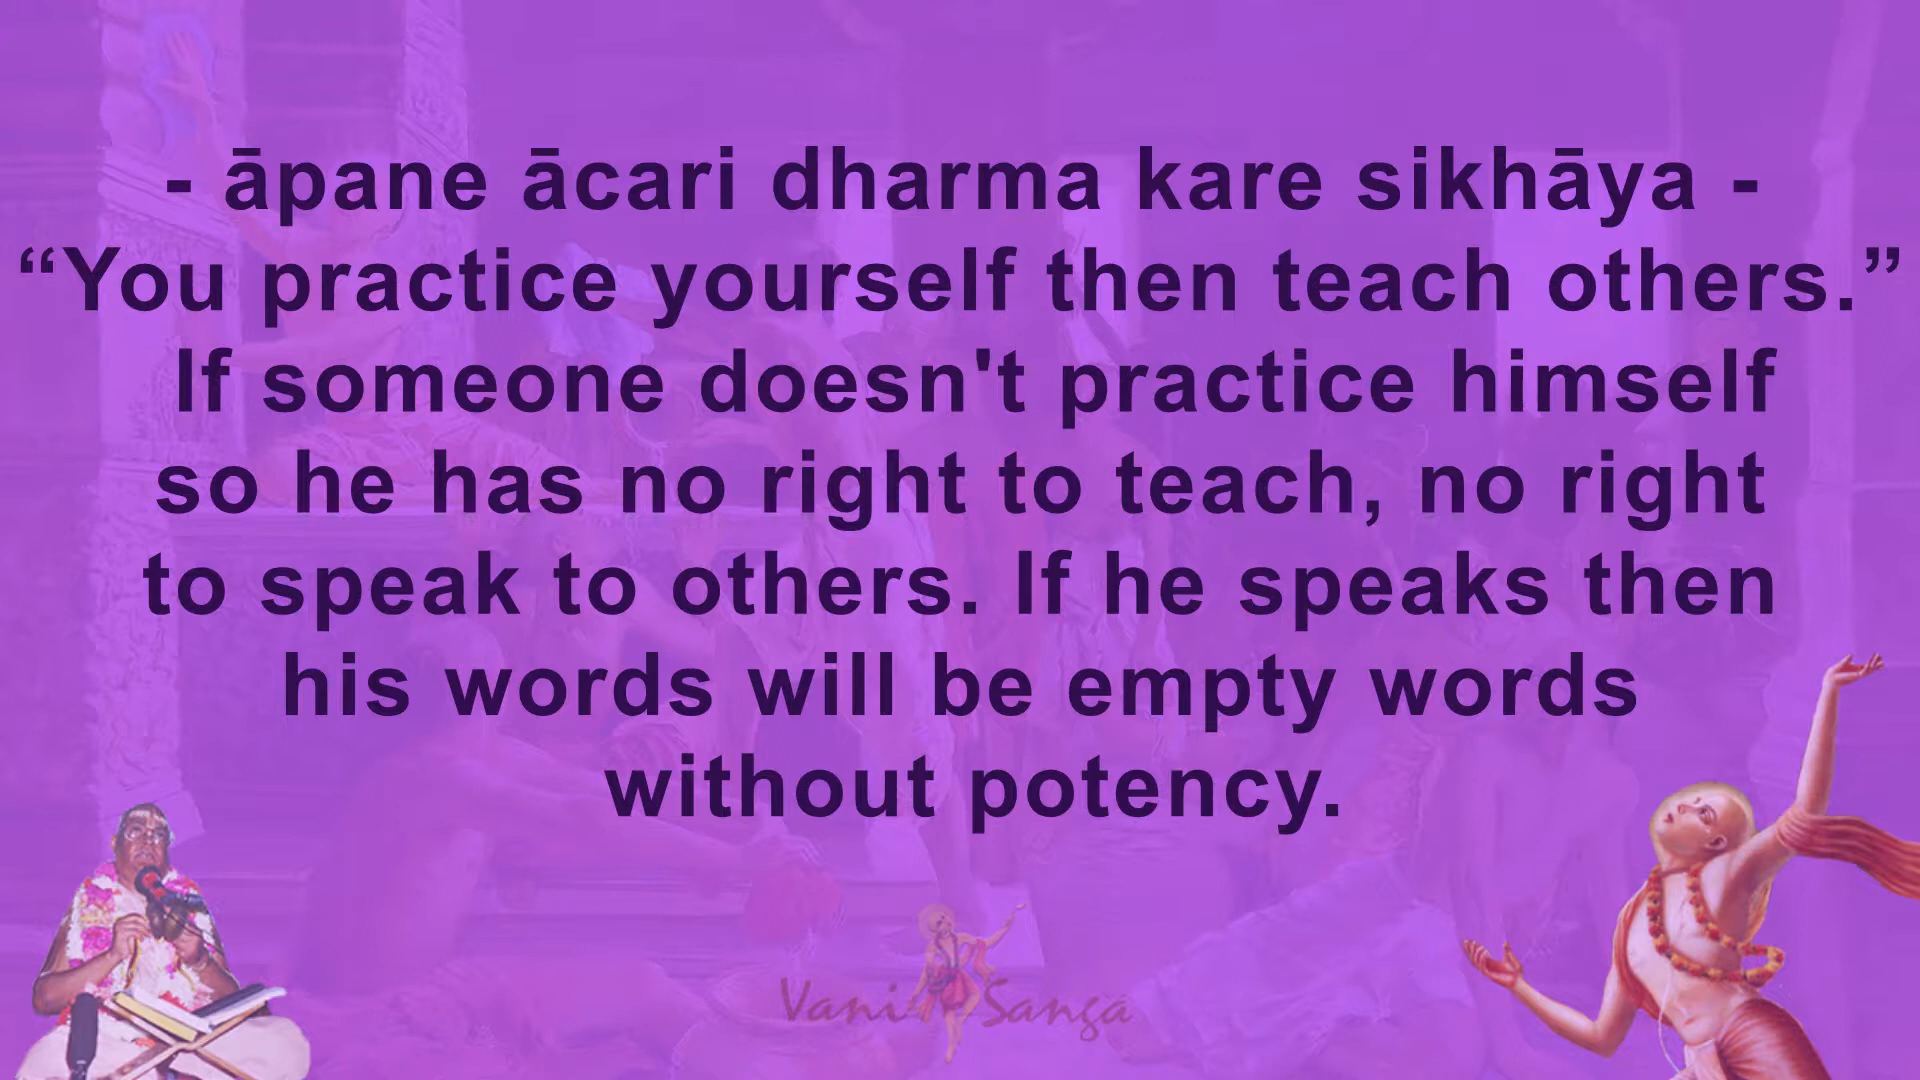 - āpane ācari dharma kare sikhāya -
“You practice yourself then teach others.”
If someone doesn't practice himself
so he has no right to teach, no right
to speak to others. If he speaks then
his words will be empty words
without potency.
Vani Sanga